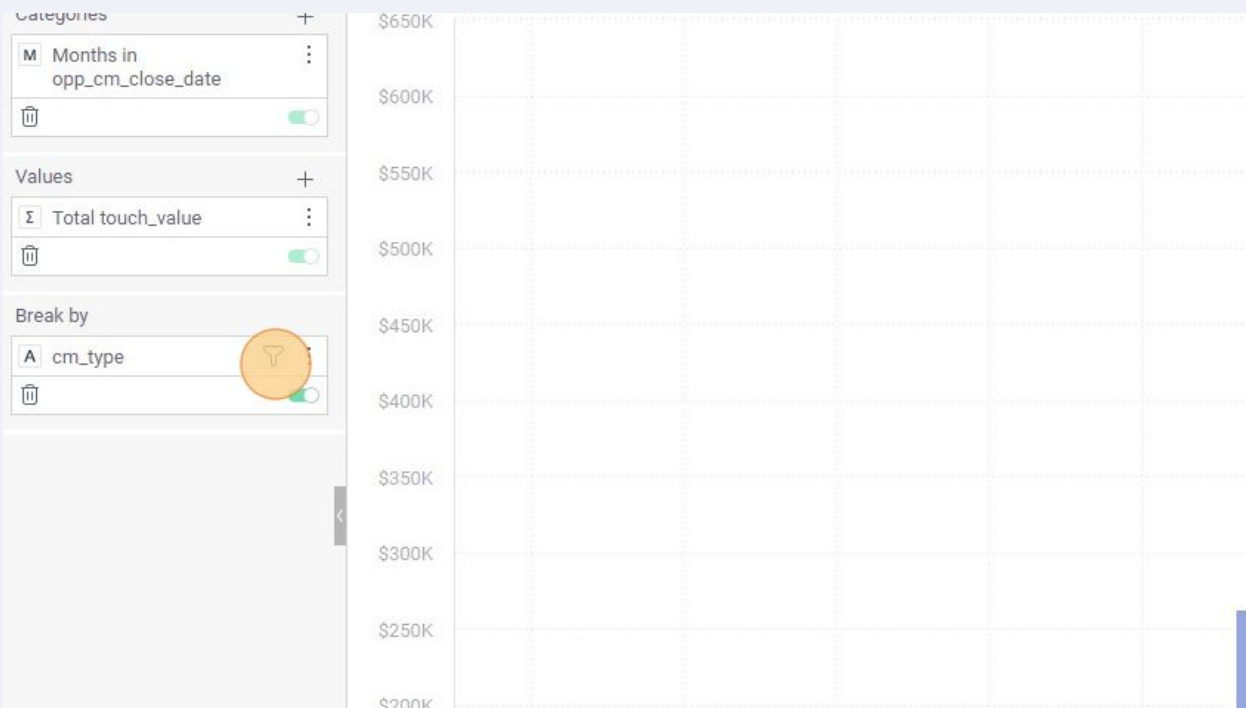 Categories +
M Months in
opp_cm_close_date
Values +
Σ Total touch_value
Break by
A cm_type
$650K
$600K
$550K
$500K
$450K
$400K
$350K
$300K
$250K
$200K